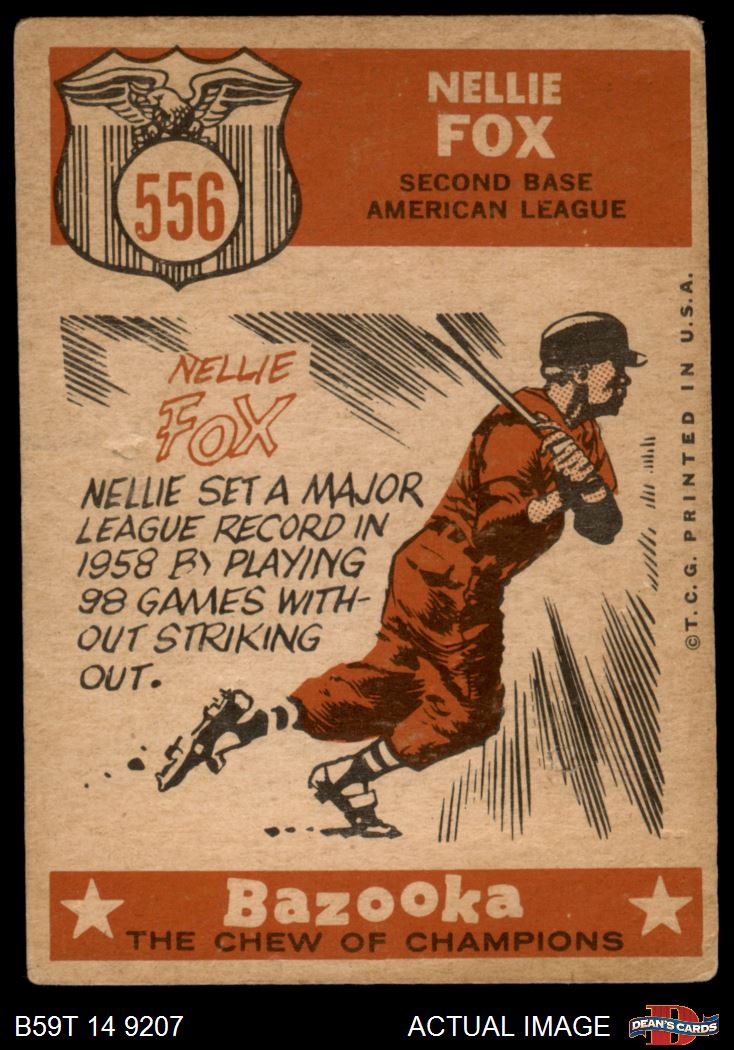 556
NELLIE
FOX
SECOND BASE
AMERICAN LEAGUE
NELLIE
FOX
NELLIE SET A MAJOR
LEAGUE RECORD IN
1958 BY PLAYING
98 GAMES WITH-
OUT STRIKING
OUT.
© T. C. G. PRINTED IN U.S.A.
Bazooka
THE CHEW OF CHAMPIONS
B59T 14 9207
ACTUAL IMAGE
DEAN'S CARDS